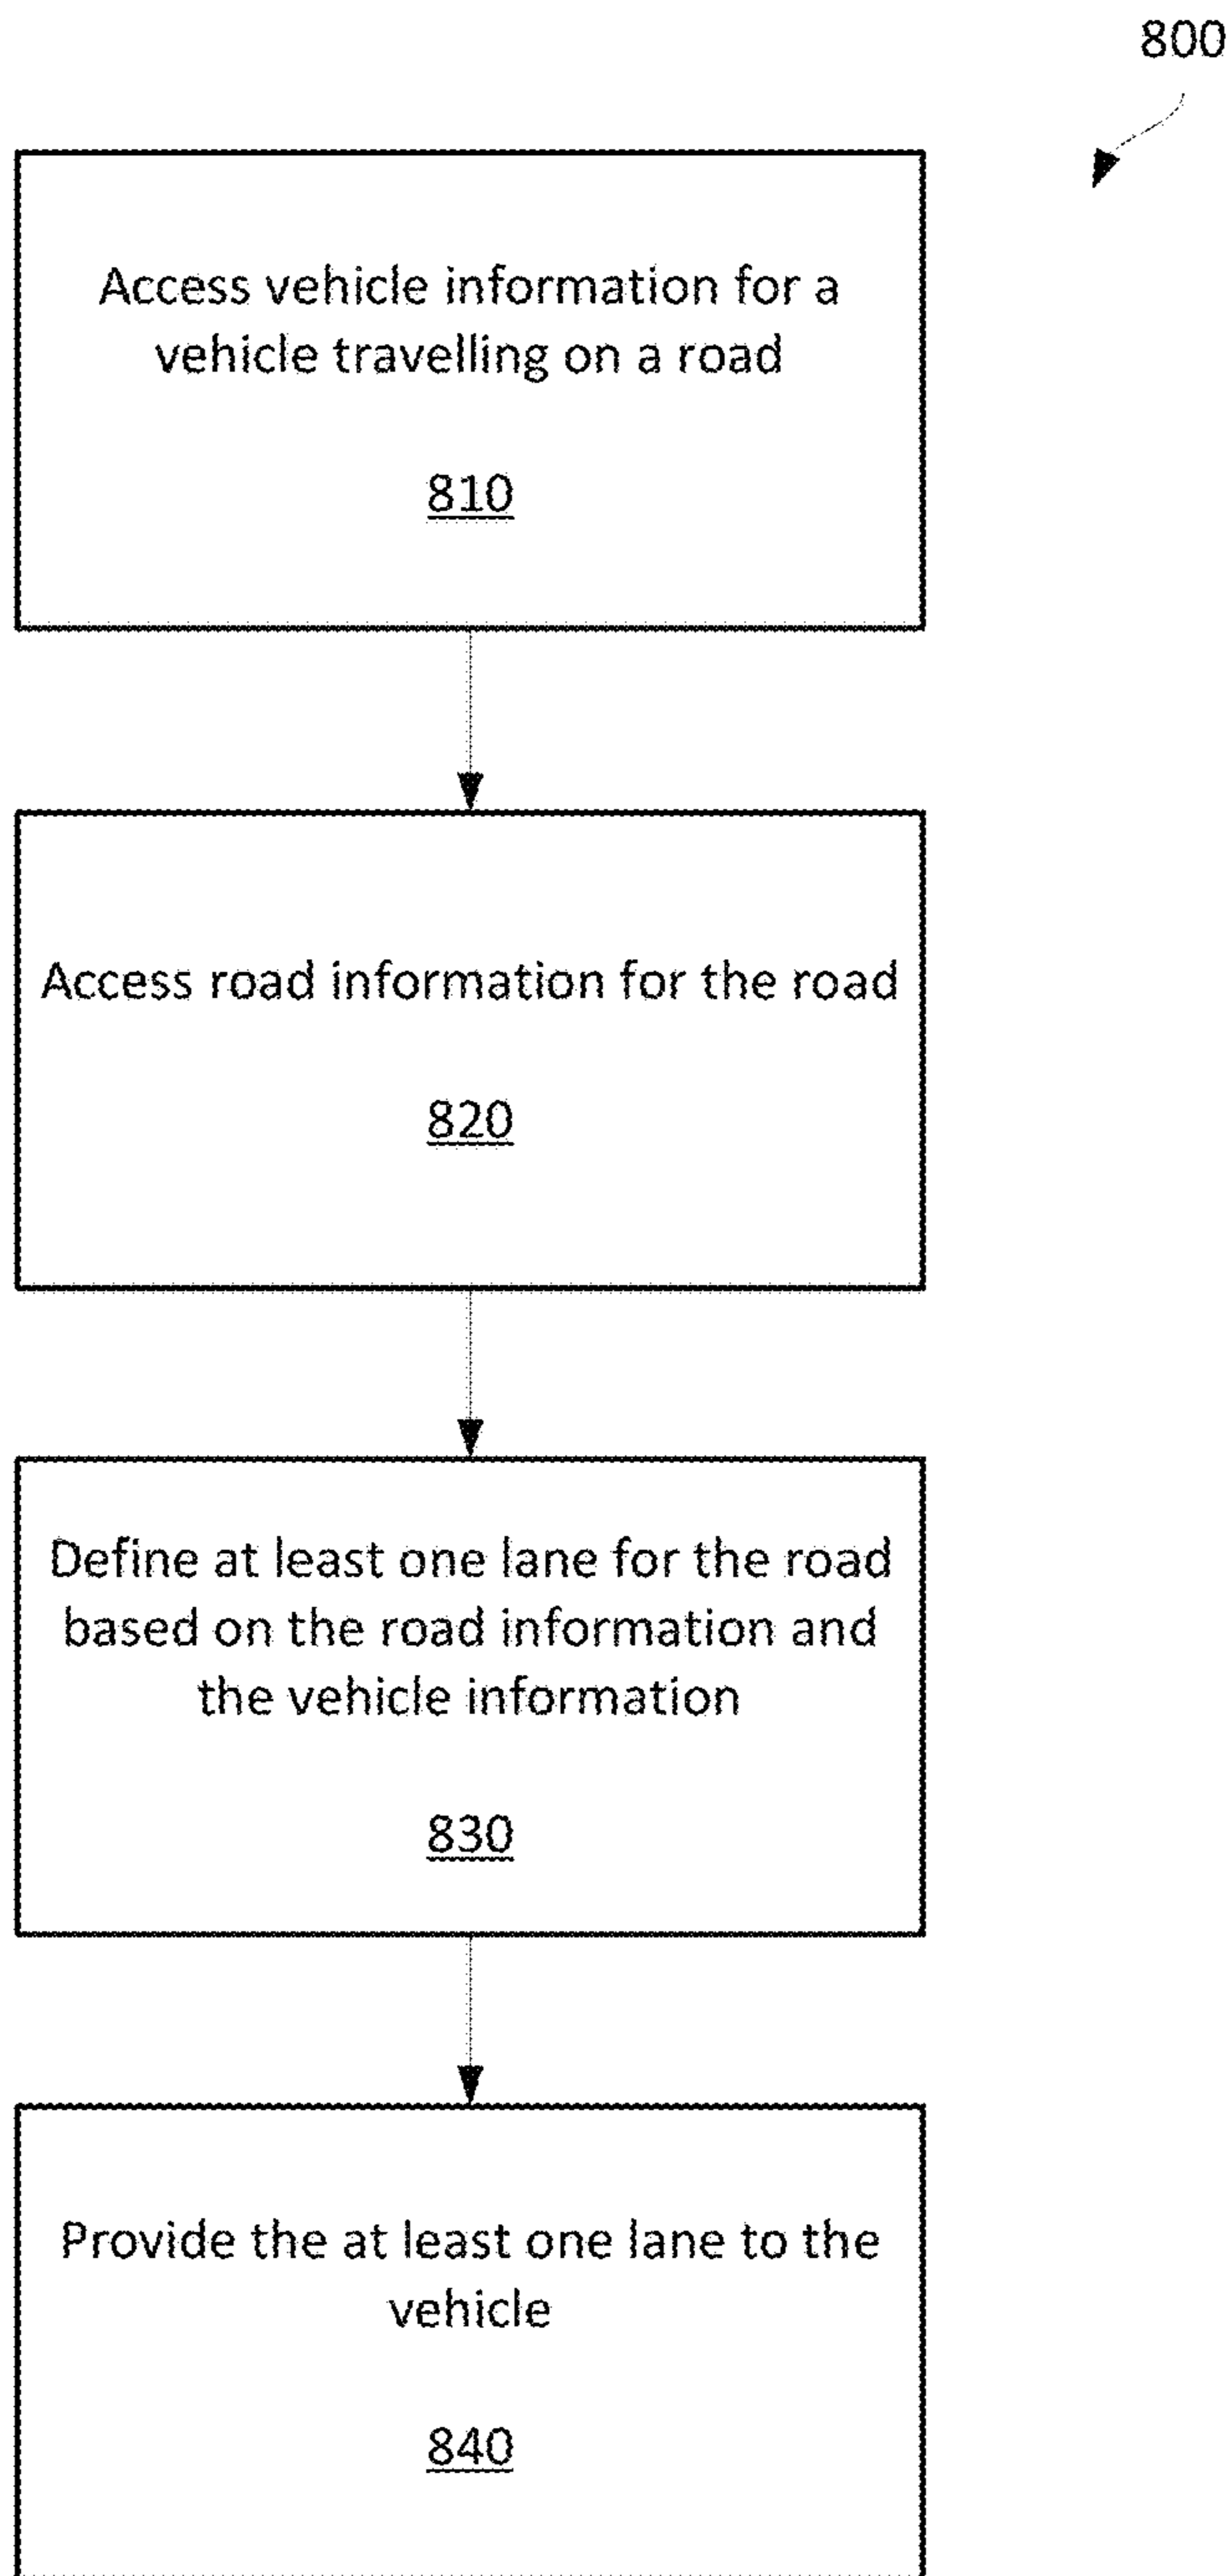 800
Access vehicle information for a
vehicle travelling on a road
810
Access road information for the road
820
Define at least one lane for the road
based on the road information and
the vehicle information
830
Provide the at least one lane to the
vehicle
840